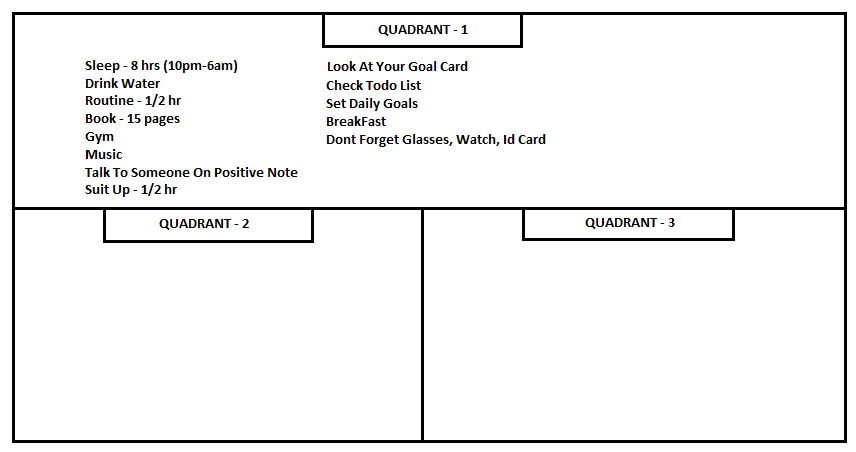 QUADRANT - 1
Sleep - 8 hrs (10pm-6am)
Drink Water
Routine - 1/2 hr
Book - 15 pages
Gym
Music
Talk To Someone On Positive Note
Suit Up - 1/2 hr
Look At Your Goal Card
Check Todo List
Set Daily Goals
BreakFast
Dont Forget Glasses, Watch, Id Card
QUADRANT - 2
QUADRANT - 3